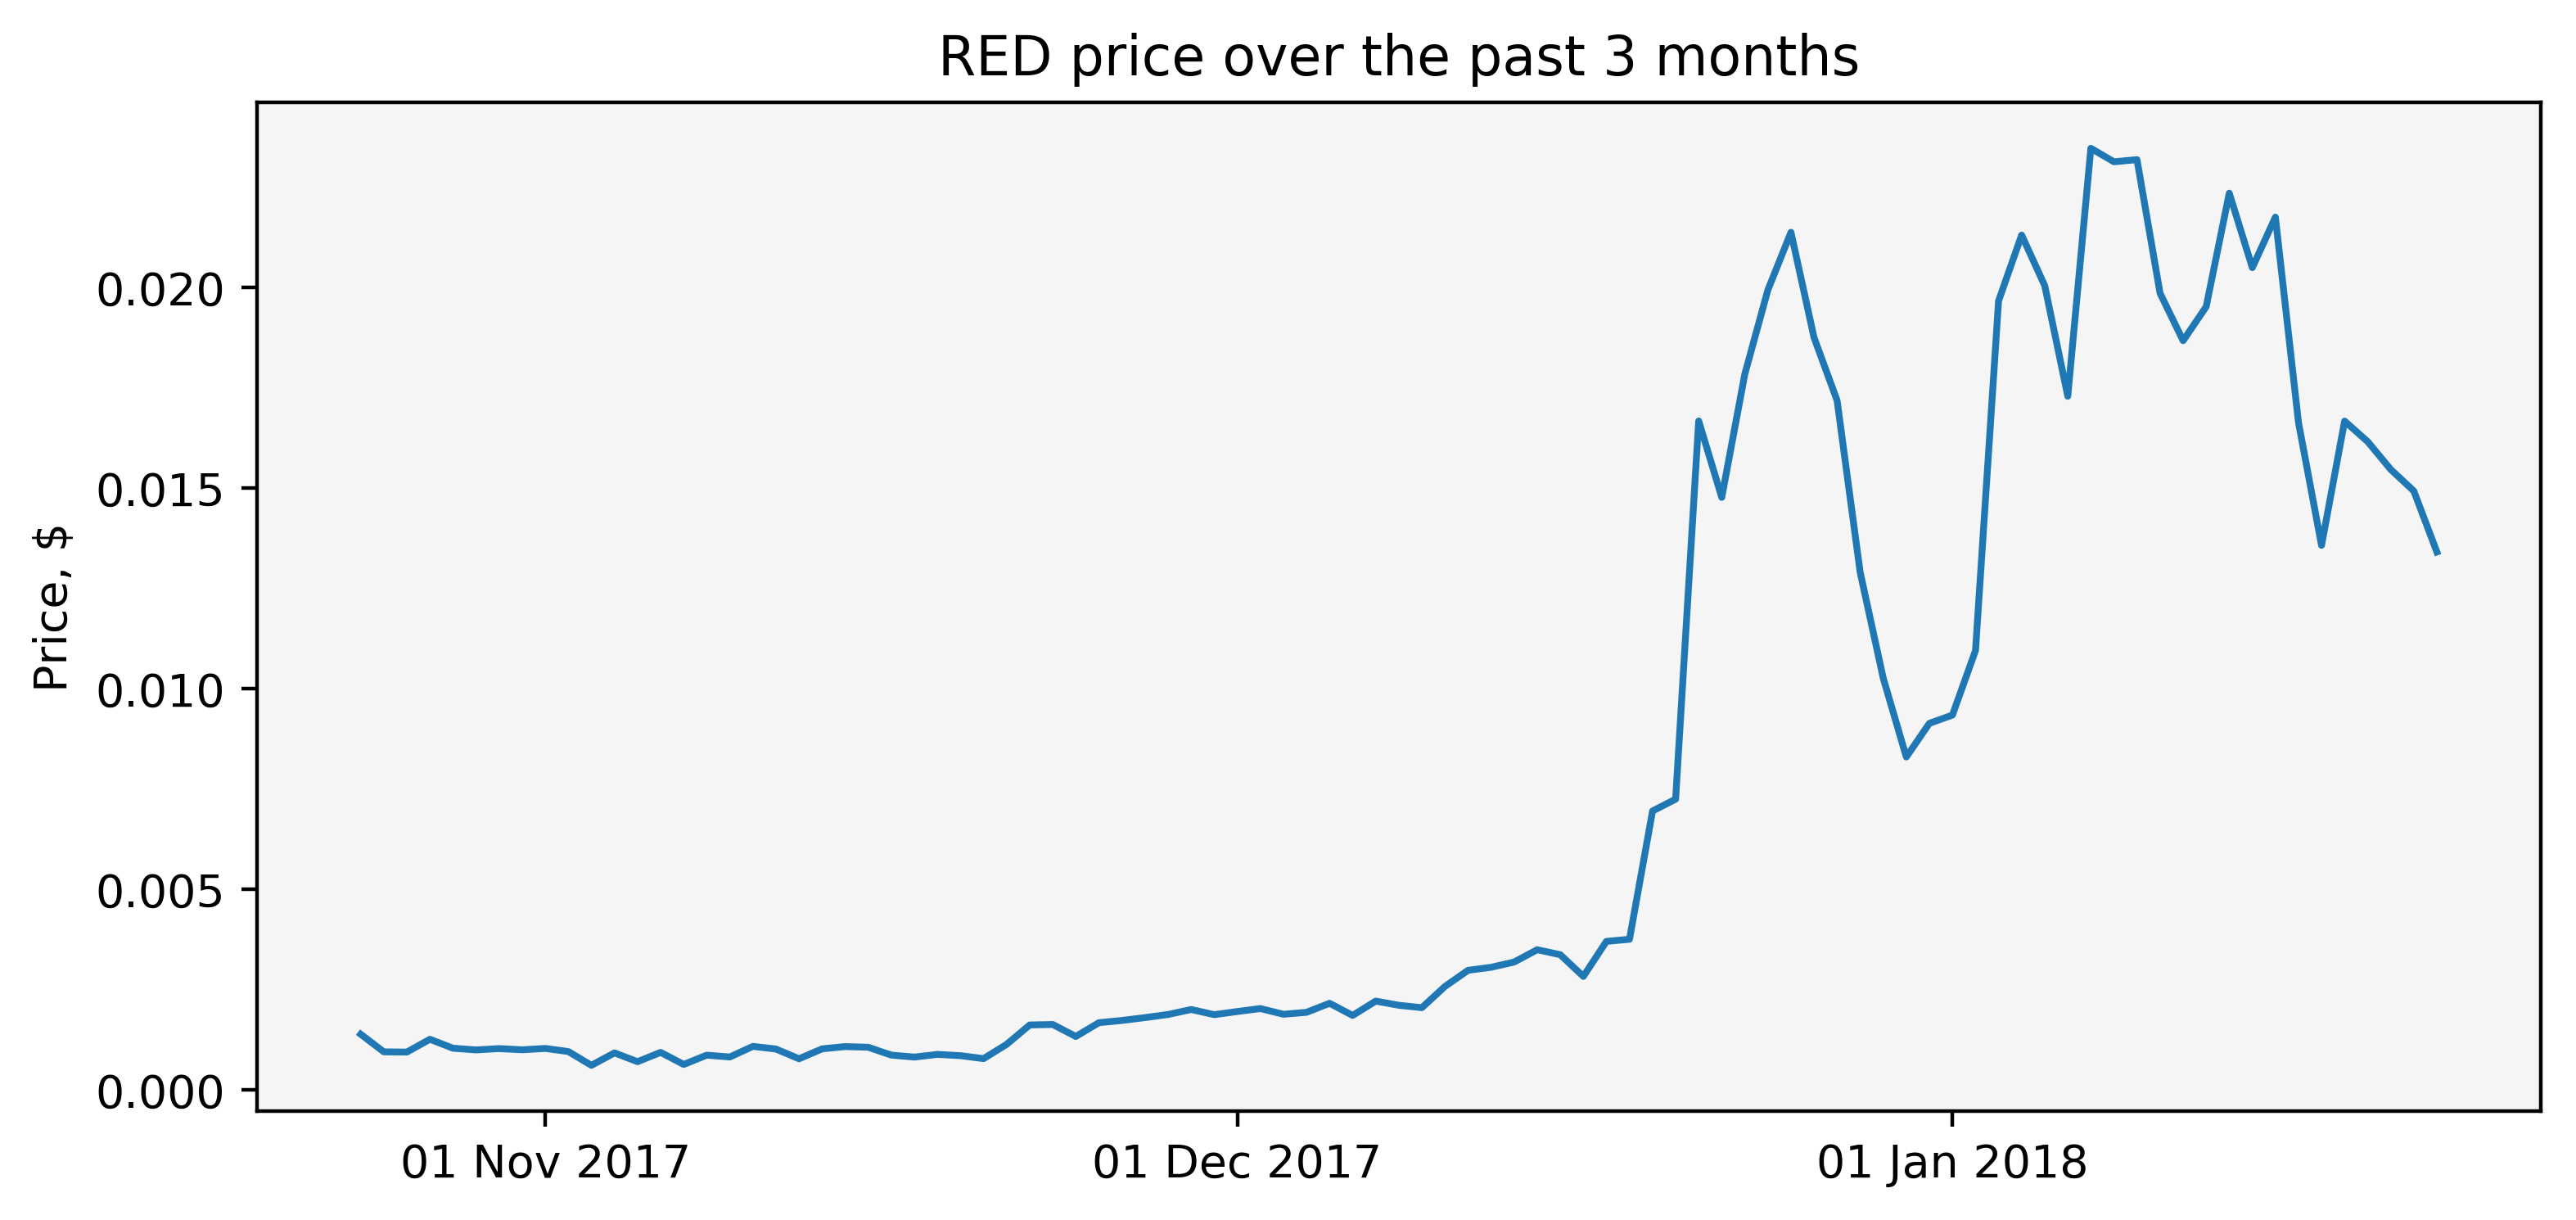 RED price over the past 3 months
Price, $
0.020
0.015
0.010
0.005
0.000
01 Nov 2017
01 Dec 2017
01 Jan 2018